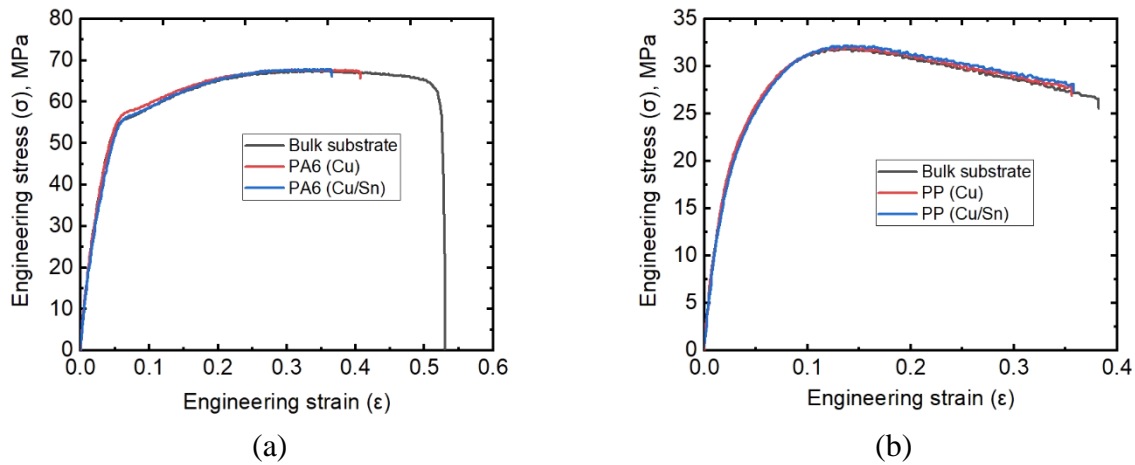 80
70
60
50
40
30
20
10
0
Engineering stress (σ), MPa
Bulk substrate
PA6 (Cu)
PA6 (Cu/Sn)
0.0 0.1 0.2 0.3 0.4 0.5 0.6
Engineering strain (ε)
(a)
35
30
25
20
15
10
5
0
Engineering stress (σ), MPa
Bulk substrate
PP (Cu)
PP (Cu/Sn)
0.0 0.1 0.2 0.3 0.4
Engineering strain (ε)
(b)